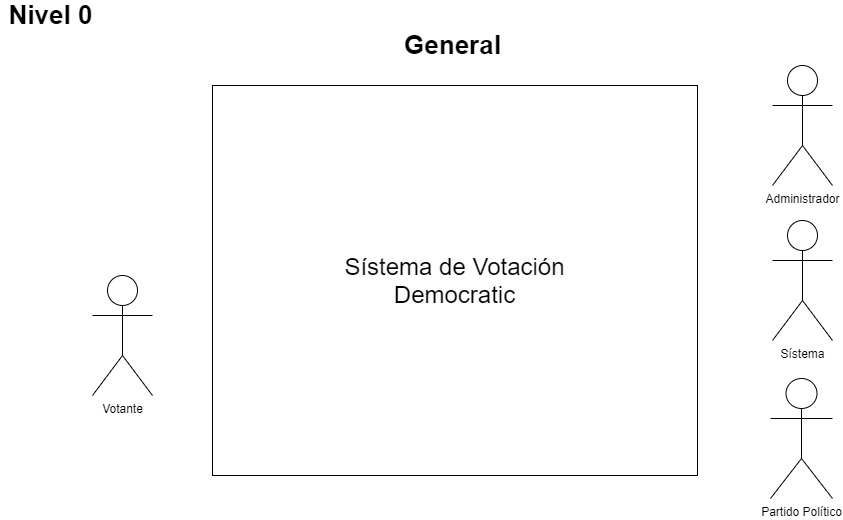 Nivel 0
General
Administrador
Sístema de Votación
Democratic
Sístema
Votante
Partido Político